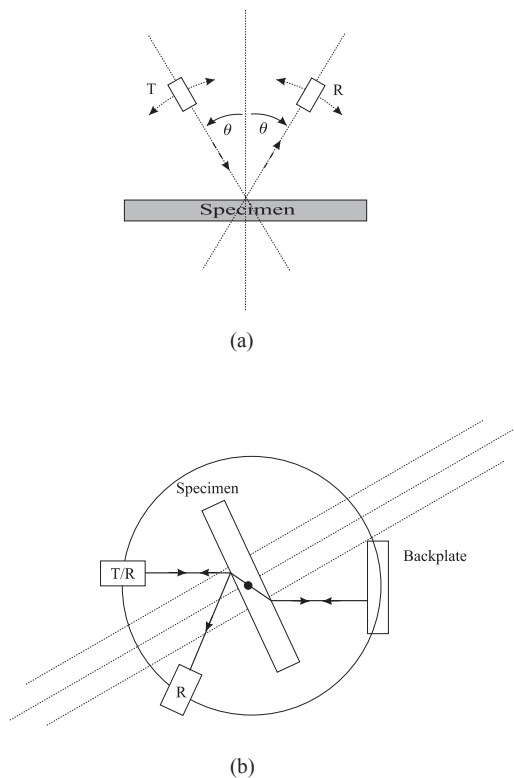 T
R
θ
θ
Specimen
(a)
Specimen
Backplate
T/R
R
(b)